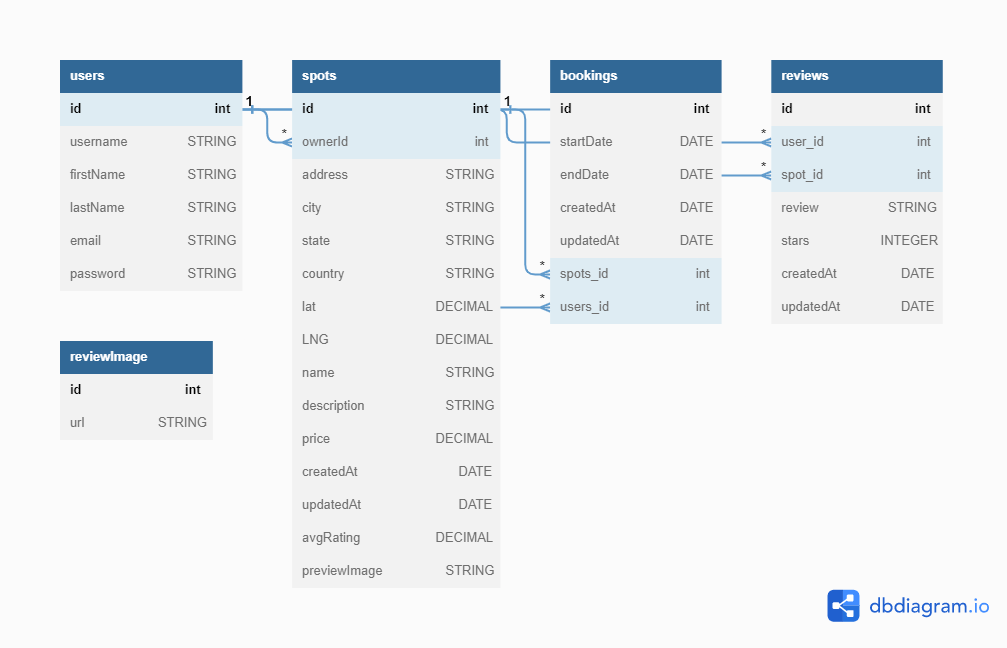 users
id int
username STRING
firstName STRING
lastName STRING
email STRING
password STRING
1
*
spots
id int
ownerId int
address STRING
city STRING
state STRING
country STRING
lat DECIMAL
LNG DECIMAL
name STRING
description STRING
price DECIMAL
createdAt DATE
updatedAt DATE
avgRating DECIMAL
previewImage STRING
1
*
*
bookings
id int
startDate DATE
endDate DATE
createdAt DATE
updatedAt DATE
spots_id int
users_id int
*
*
reviews
id int
user_id int
spot_id int
review STRING
stars INTEGER
createdAt DATE
updatedAt DATE
reviewImage
id int
url STRING
dbdiagram.io